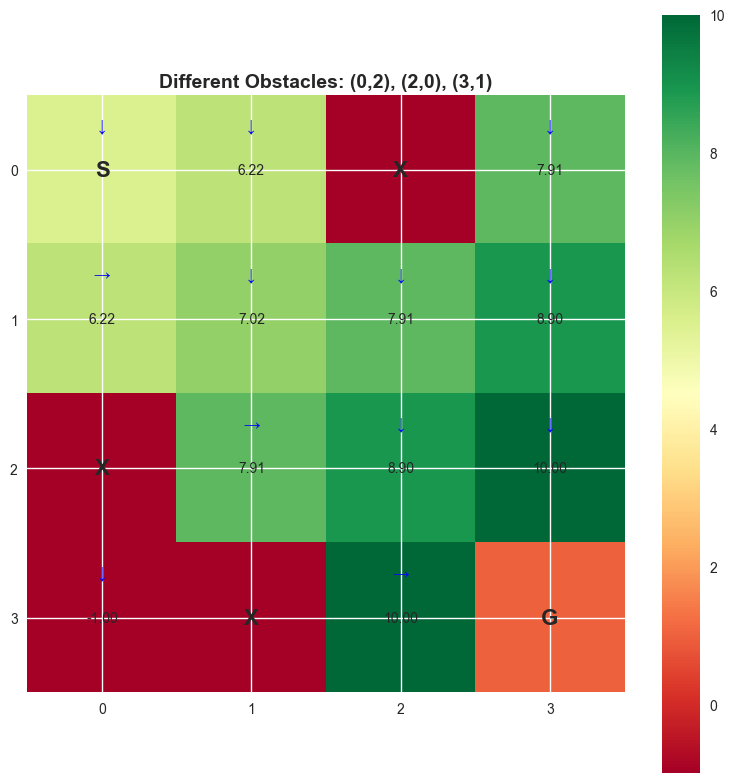 Different Obstacles: (0,2), (2,0), (3,1)
10
↓ ↓ ↓
0 S 6.22 X 7.91
8
→ ↓ ↓ ↓
1 6.22 7.02 7.91 8.90
6
→ ↓ ↓
2 X 7.91 8.90 10.00
4
↓ →
2
3 -1.00 X 10.00 G
0
0 1 2 3